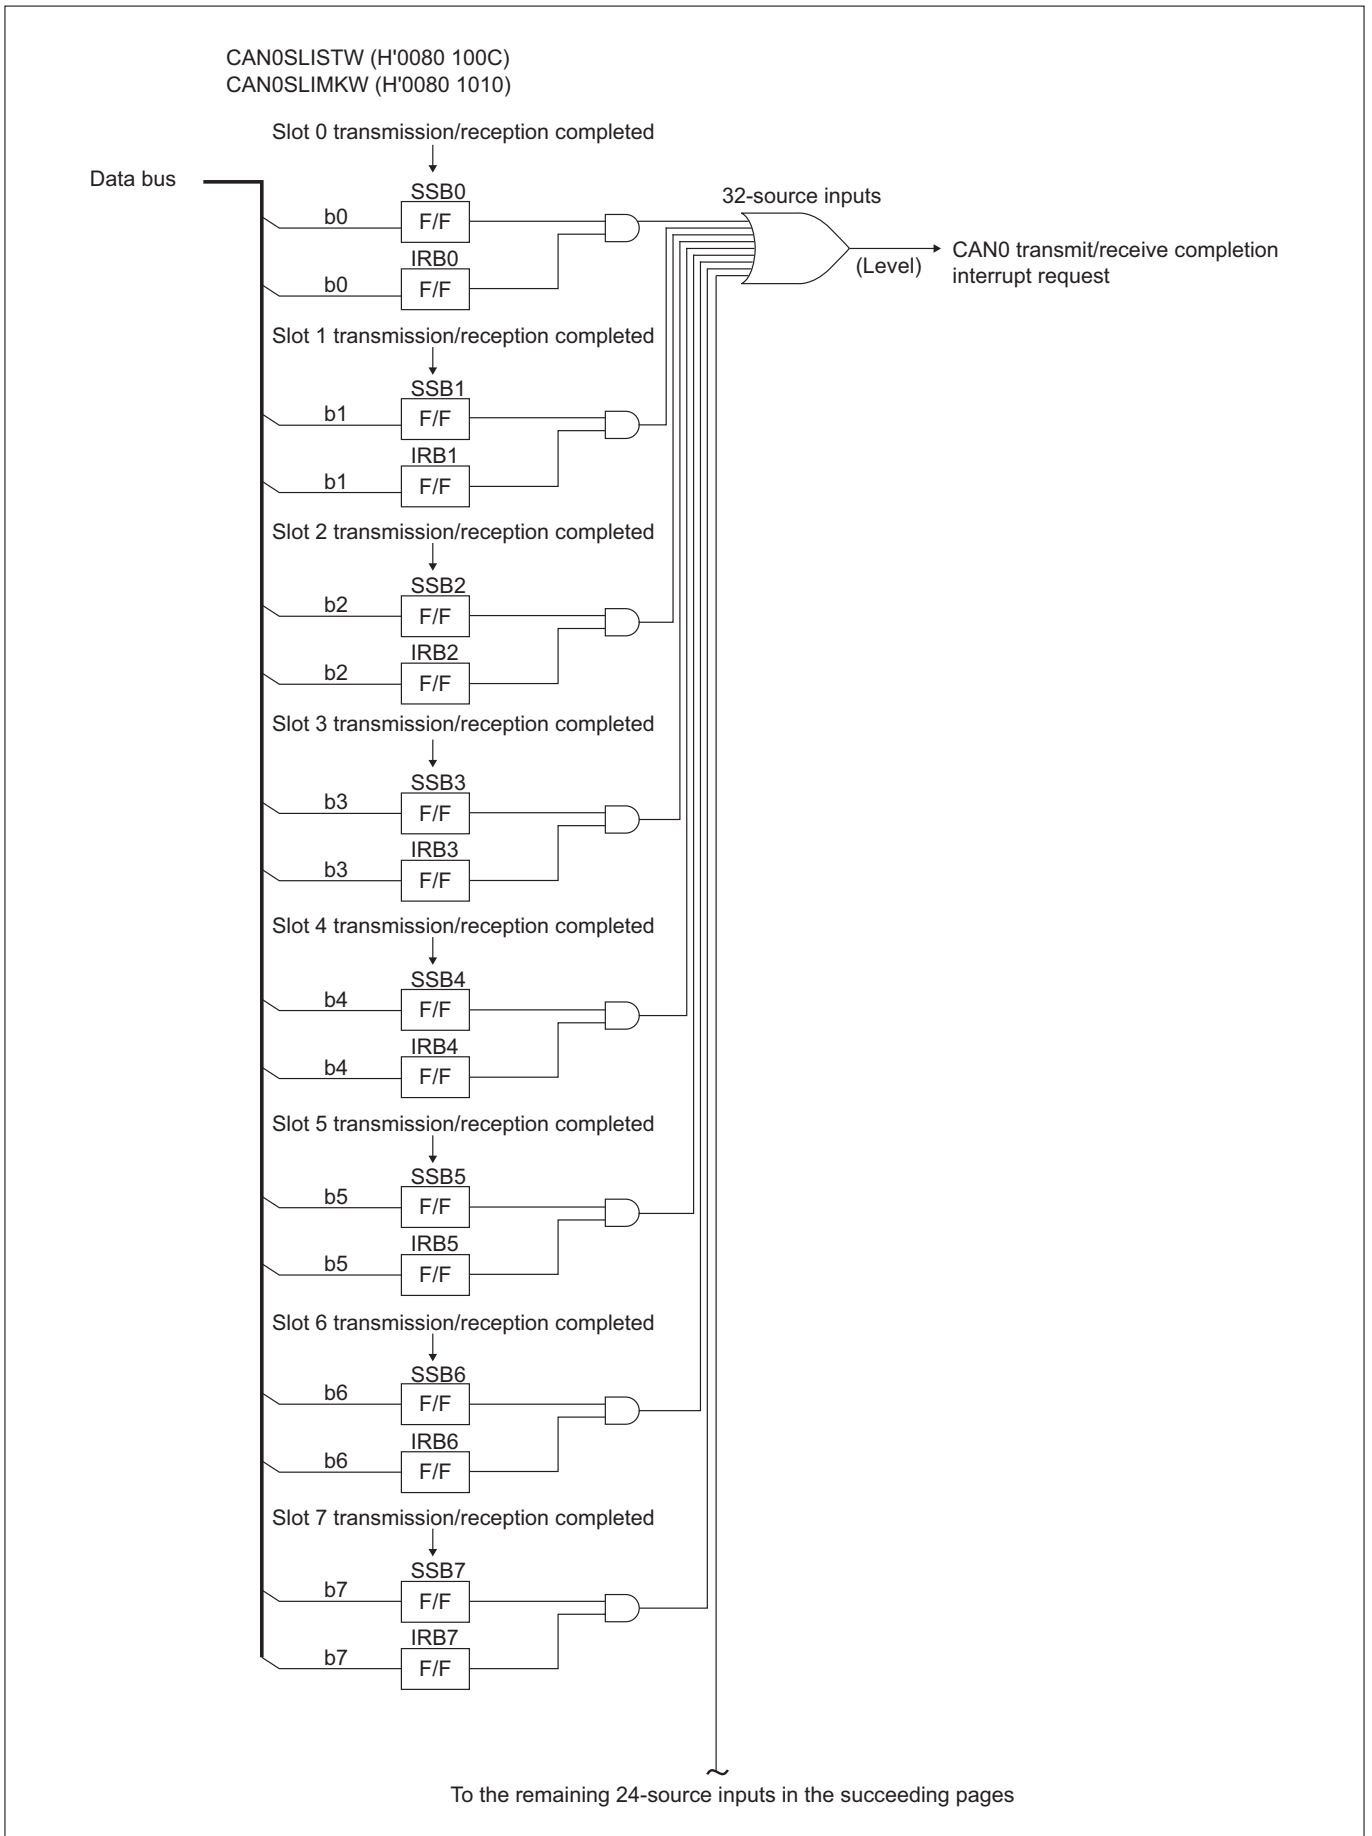 CAN0SLISTW (H'0080 100C)
CAN0SLIMKW (H'0080 1010)
Slot 0 transmission/reception completed
Data bus
SSB0
b0
F/F
IRB0
b0
F/F
32-source inputs
(Level)
CAN0 transmit/receive completion
interrupt request
Slot 1 transmission/reception completed
SSB1
b1
F/F
IRB1
b1
F/F
Slot 2 transmission/reception completed
SSB2
b2
F/F
IRB2
b2
F/F
Slot 3 transmission/reception completed
SSB3
b3
F/F
IRB3
b3
F/F
Slot 4 transmission/reception completed
SSB4
b4
F/F
IRB4
b4
F/F
Slot 5 transmission/reception completed
SSB5
b5
F/F
IRB5
b5
F/F
Slot 6 transmission/reception completed
SSB6
b6
F/F
IRB6
b6
F/F
Slot 7 transmission/reception completed
SSB7
b7
F/F
IRB7
b7
F/F
To the remaining 24-source inputs in the succeeding pages